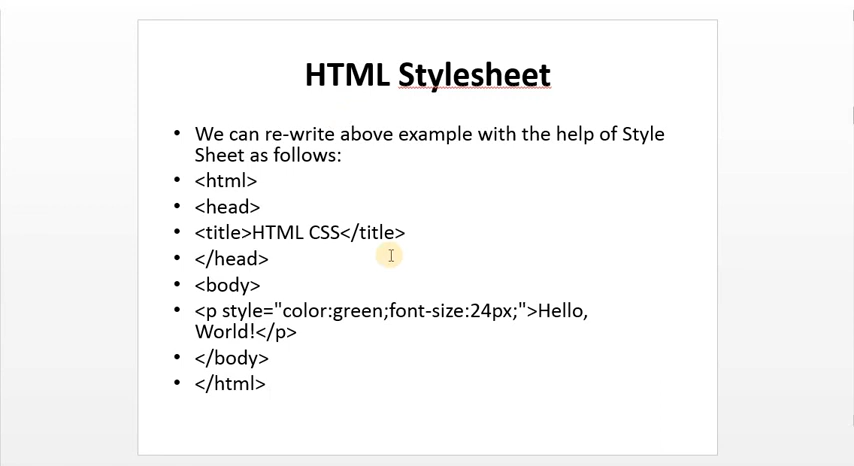 HTML Stylesheet
• We can re-write above example with the help of Style
Sheet as follows:
• <html>
• <head>
• <title>HTML CSS</title>
• </head>
• <body>
• <p style="color:green;font-size:24px;">Hello,
World!</p>
• </body>
• </html>